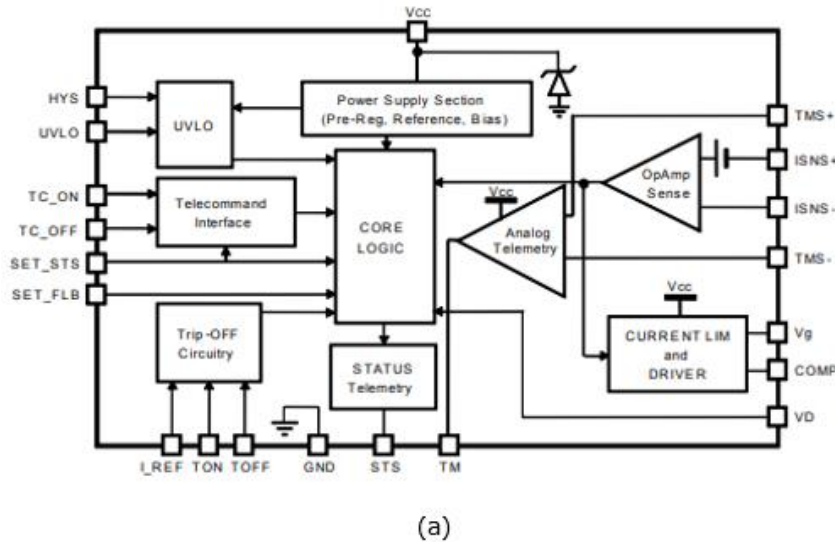 Vcc
HYS
UVLO
TC_ON
TC_OFF
SET_STS
SET_FLB
UVLO
Power Supply Section
(Pre-Reg, Reference, Bias)
Telecommand
Interface
CORE
LOGIC
Trip-OFF
Circuitry
STATUS
Telemetry
Vcc
Analog
Telemetry
OpAmp
Sense
Vcc
CURRENT LIM
and
DRIVER
TMS+
ISNS+
ISNS-
TMS-
Vg
COMP
VD
I_REF
TON
TOFF
GND
STS
TM
(a)